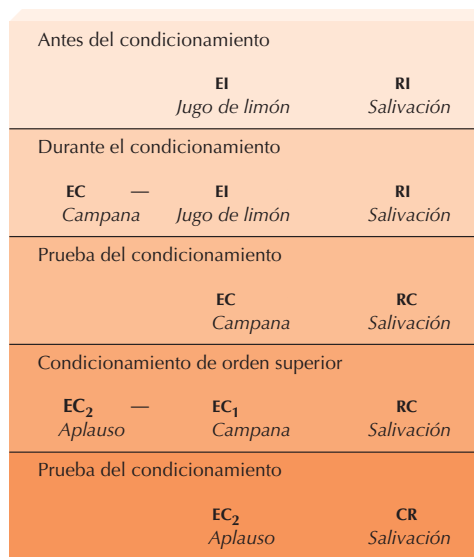 Antes del condicionamiento
EI RI
Jugo de limón Salivación
Durante el condicionamiento
EC — EI RI
Campana Jugo de limón Salivación
Prueba del condicionamiento
EC RC
Campana Salivación
Condicionamiento de orden superior
EC₂ — EC₁ RC
Aplauso Campana Salivación
Prueba del condicionamiento
EC₂ CR
Aplauso Salivación